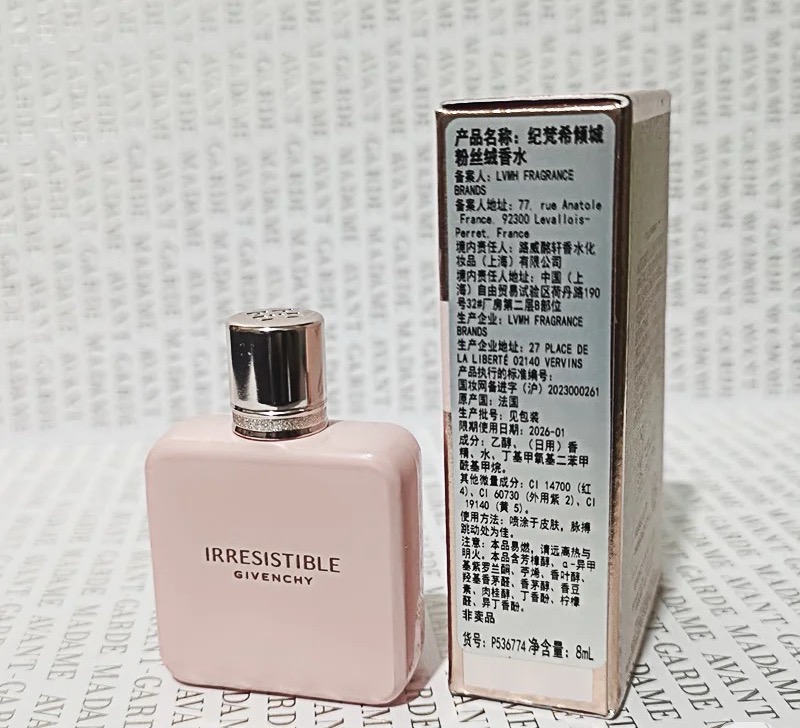 IRRESISTIBLE
GIVENCHY
产品名称：纪梵希倾城
粉丝绒香水
备案人：LVMH FRAGRANCE
BRANDS
备案人地址：77, rue Anatole
France, 92300 Levallois-
Perret, France
境内责任人：路威酩轩香水化
妆品（上海）有限公司
境内责任人地址：中国（上
海）自由贸易试验区荷丹路190
号32#厂房第二层B部位
生产企业：LVMH FRAGRANCE
BRANDS
生产企业地址：27 PLACE DE
LA LIBERTÉ 02140 VERVINS
产品执行的标准编号：
国妆网备进字（沪）2023000261
原产国：法国
生产批号：见包装
限期使用日期：2026-01
成分：乙醇、（日用）香
精、水、丁基甲氧基二苯甲
酰基甲烷。
其他微量成分：CI 14700（红
4）、CI 60730（外用紫 2）、CI
19140（黄 5）。
使用方法：喷涂于皮肤，脉搏
跳动处为佳。
注意：本品易燃，请远离热与
明火。本品含芳樟醇、α-异甲
基紫罗兰酮、苧烯、香叶醇、
羟基香茅醛、香茅醇、香豆
素、肉桂醇、丁香酚、柠檬
醛、异丁香酚。
非卖品
货号：P536774 净含量：8mL
MADAME AVANT-GARDE